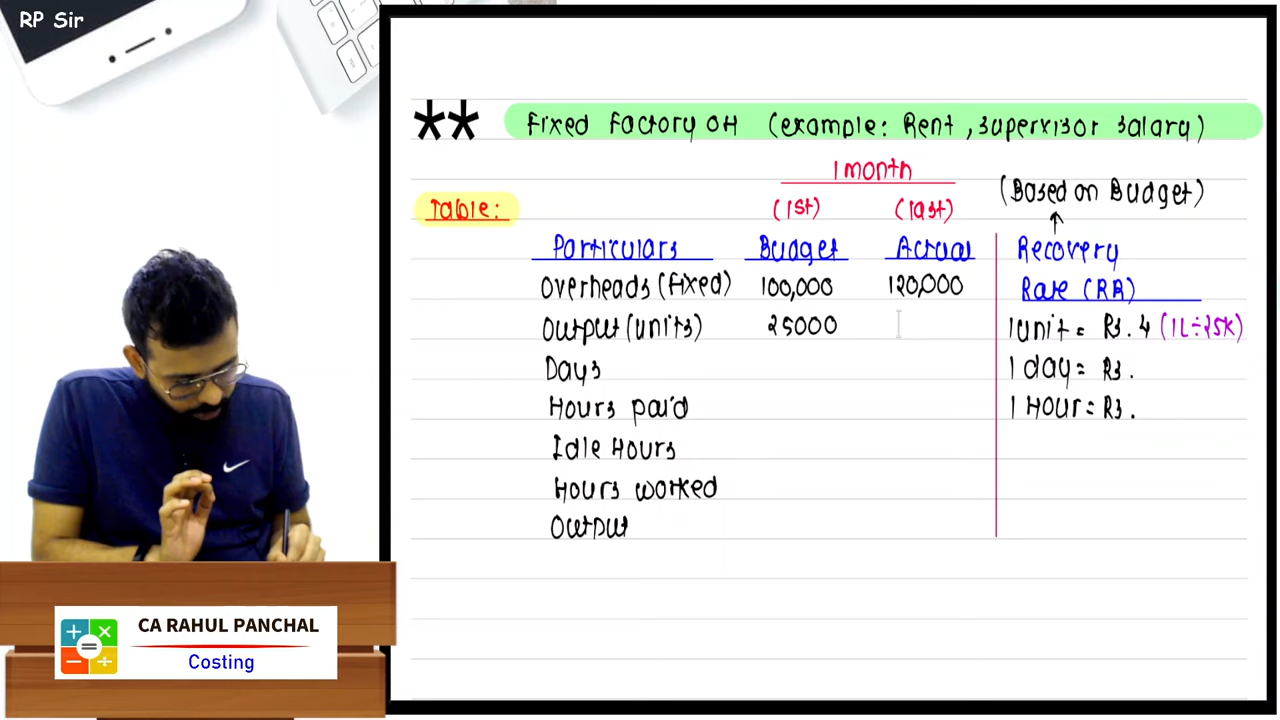 RP Sir
** Fixed Factory OH (example: Rent, supervisor salary)
1 month
Table:
(1st) (last) (Based on Budget)
↑
Particulars Budget Actual Recovery
Overheads (fixed) 100,000 120,000 Rate (RR)
Output (units) 25000 1 unit = Rs. 4 (1L÷25K)
Days 1 day = Rs.
Hours paid 1 Hour = Rs.
Idle Hours
Hours worked
Output
CA RAHUL PANCHAL
Costing